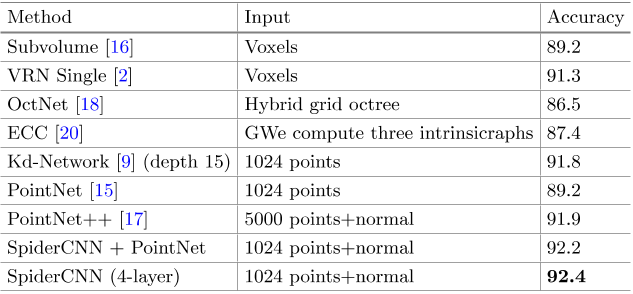 Method Input Accuracy
Subvolume [16] Voxels 89.2
VRN Single [2] Voxels 91.3
OctNet [18] Hybrid grid octree 86.5
ECC [20] GWe compute three intrinsicraphs 87.4
Kd-Network [9] (depth 15) 1024 points 91.8
PointNet [15] 1024 points 89.2
PointNet++ [17] 5000 points+normal 91.9
SpiderCNN + PointNet 1024 points+normal 92.2
SpiderCNN (4-layer) 1024 points+normal 92.4